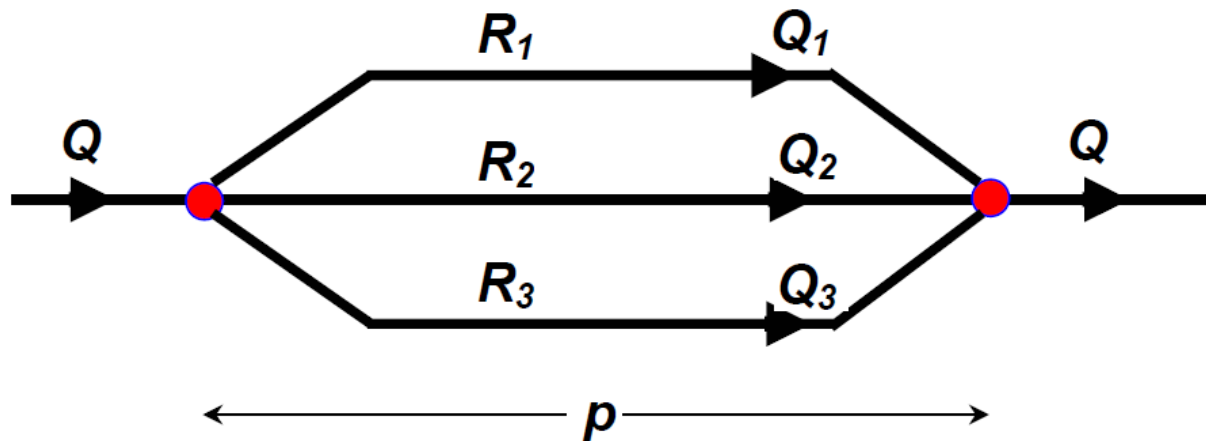 R₁ Q₁
Q R₂ Q₂ Q
R₃ Q₃
p